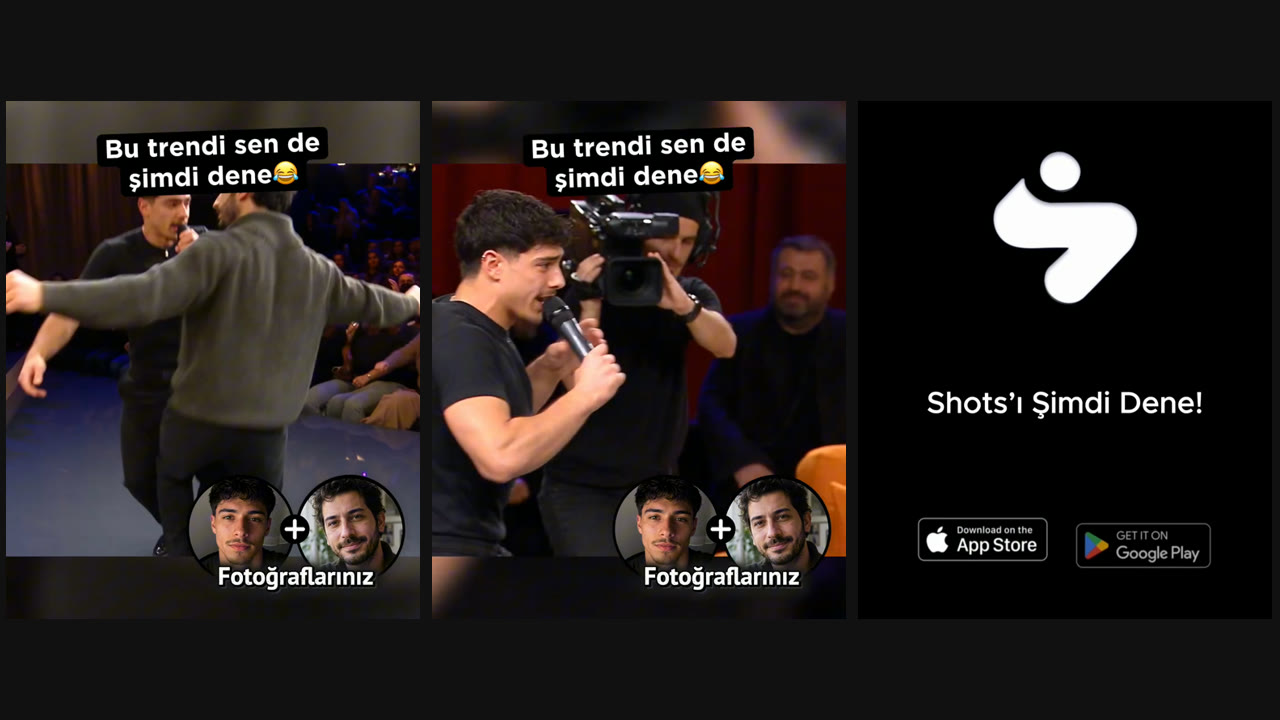 Bu trendi sen de
şimdi dene😂
Fotoğraflarınız
Bu trendi sen de
şimdi dene😂
Fotoğraflarınız
Shots’ı Şimdi Dene!
Download on the
App Store
GET IT ON
Google Play